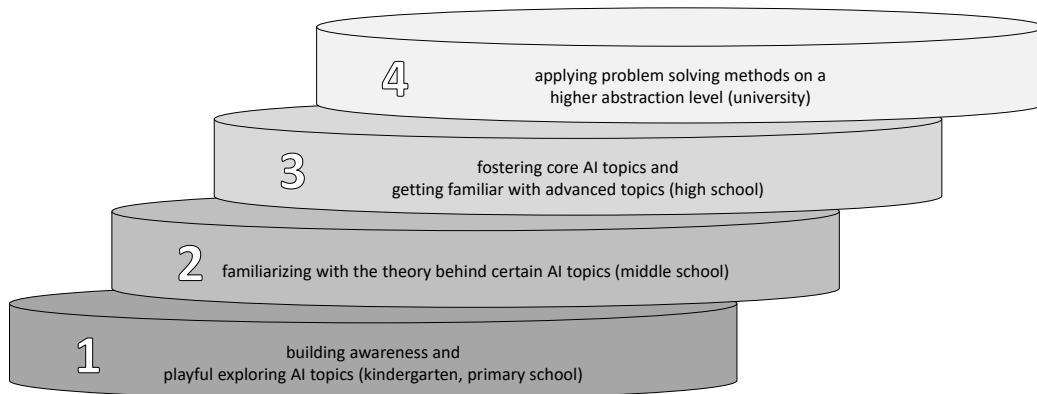 4
applying problem solving methods on a
higher abstraction level (university)
3
fostering core AI topics and
getting familiar with advanced topics (high school)
2 familiarizing with the theory behind certain AI topics (middle school)
1
building awareness and
playful exploring AI topics (kindergarten, primary school)